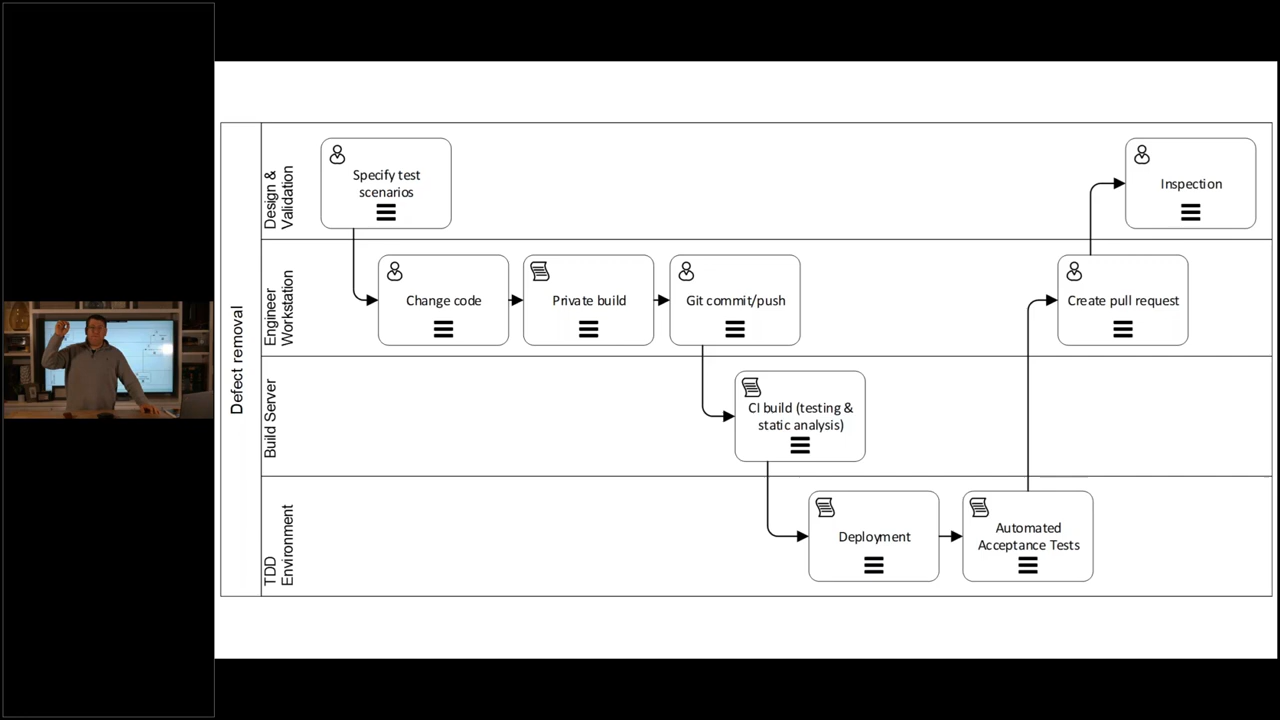 Defect removal
Design &
Validation
Specify test
scenarios
Inspection
Engineer
Workstation
Change code
Private build
Git commit/push
Create pull request
Build Server
CI build (testing &
static analysis)
TDD
Environment
Deployment
Automated
Acceptance Tests